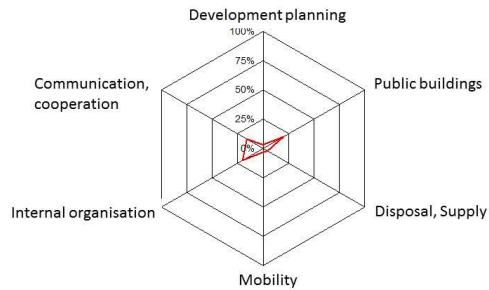 Development planning
100%
Communication,
cooperation
Public buildings
75%
50%
25%
0%
Internal organisation
Disposal, Supply
Mobility